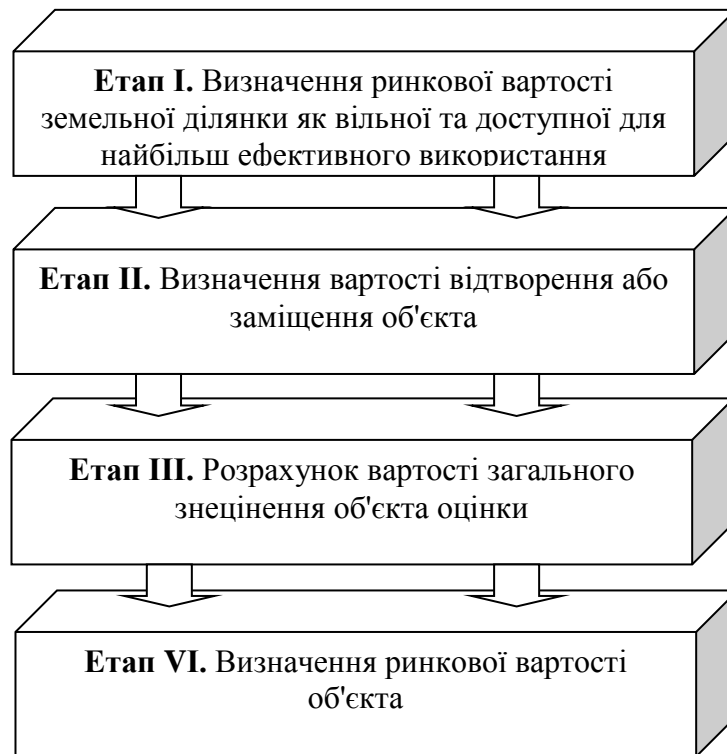 Етап I. Визначення ринкової вартості
земельної ділянки як вільної та доступної для
найбільш ефективного використання
Етап II. Визначення вартості відтворення або
заміщення об'єкта
Етап III. Розрахунок вартості загального
знецінення об'єкта оцінки
Етап VI. Визначення ринкової вартості
об'єкта